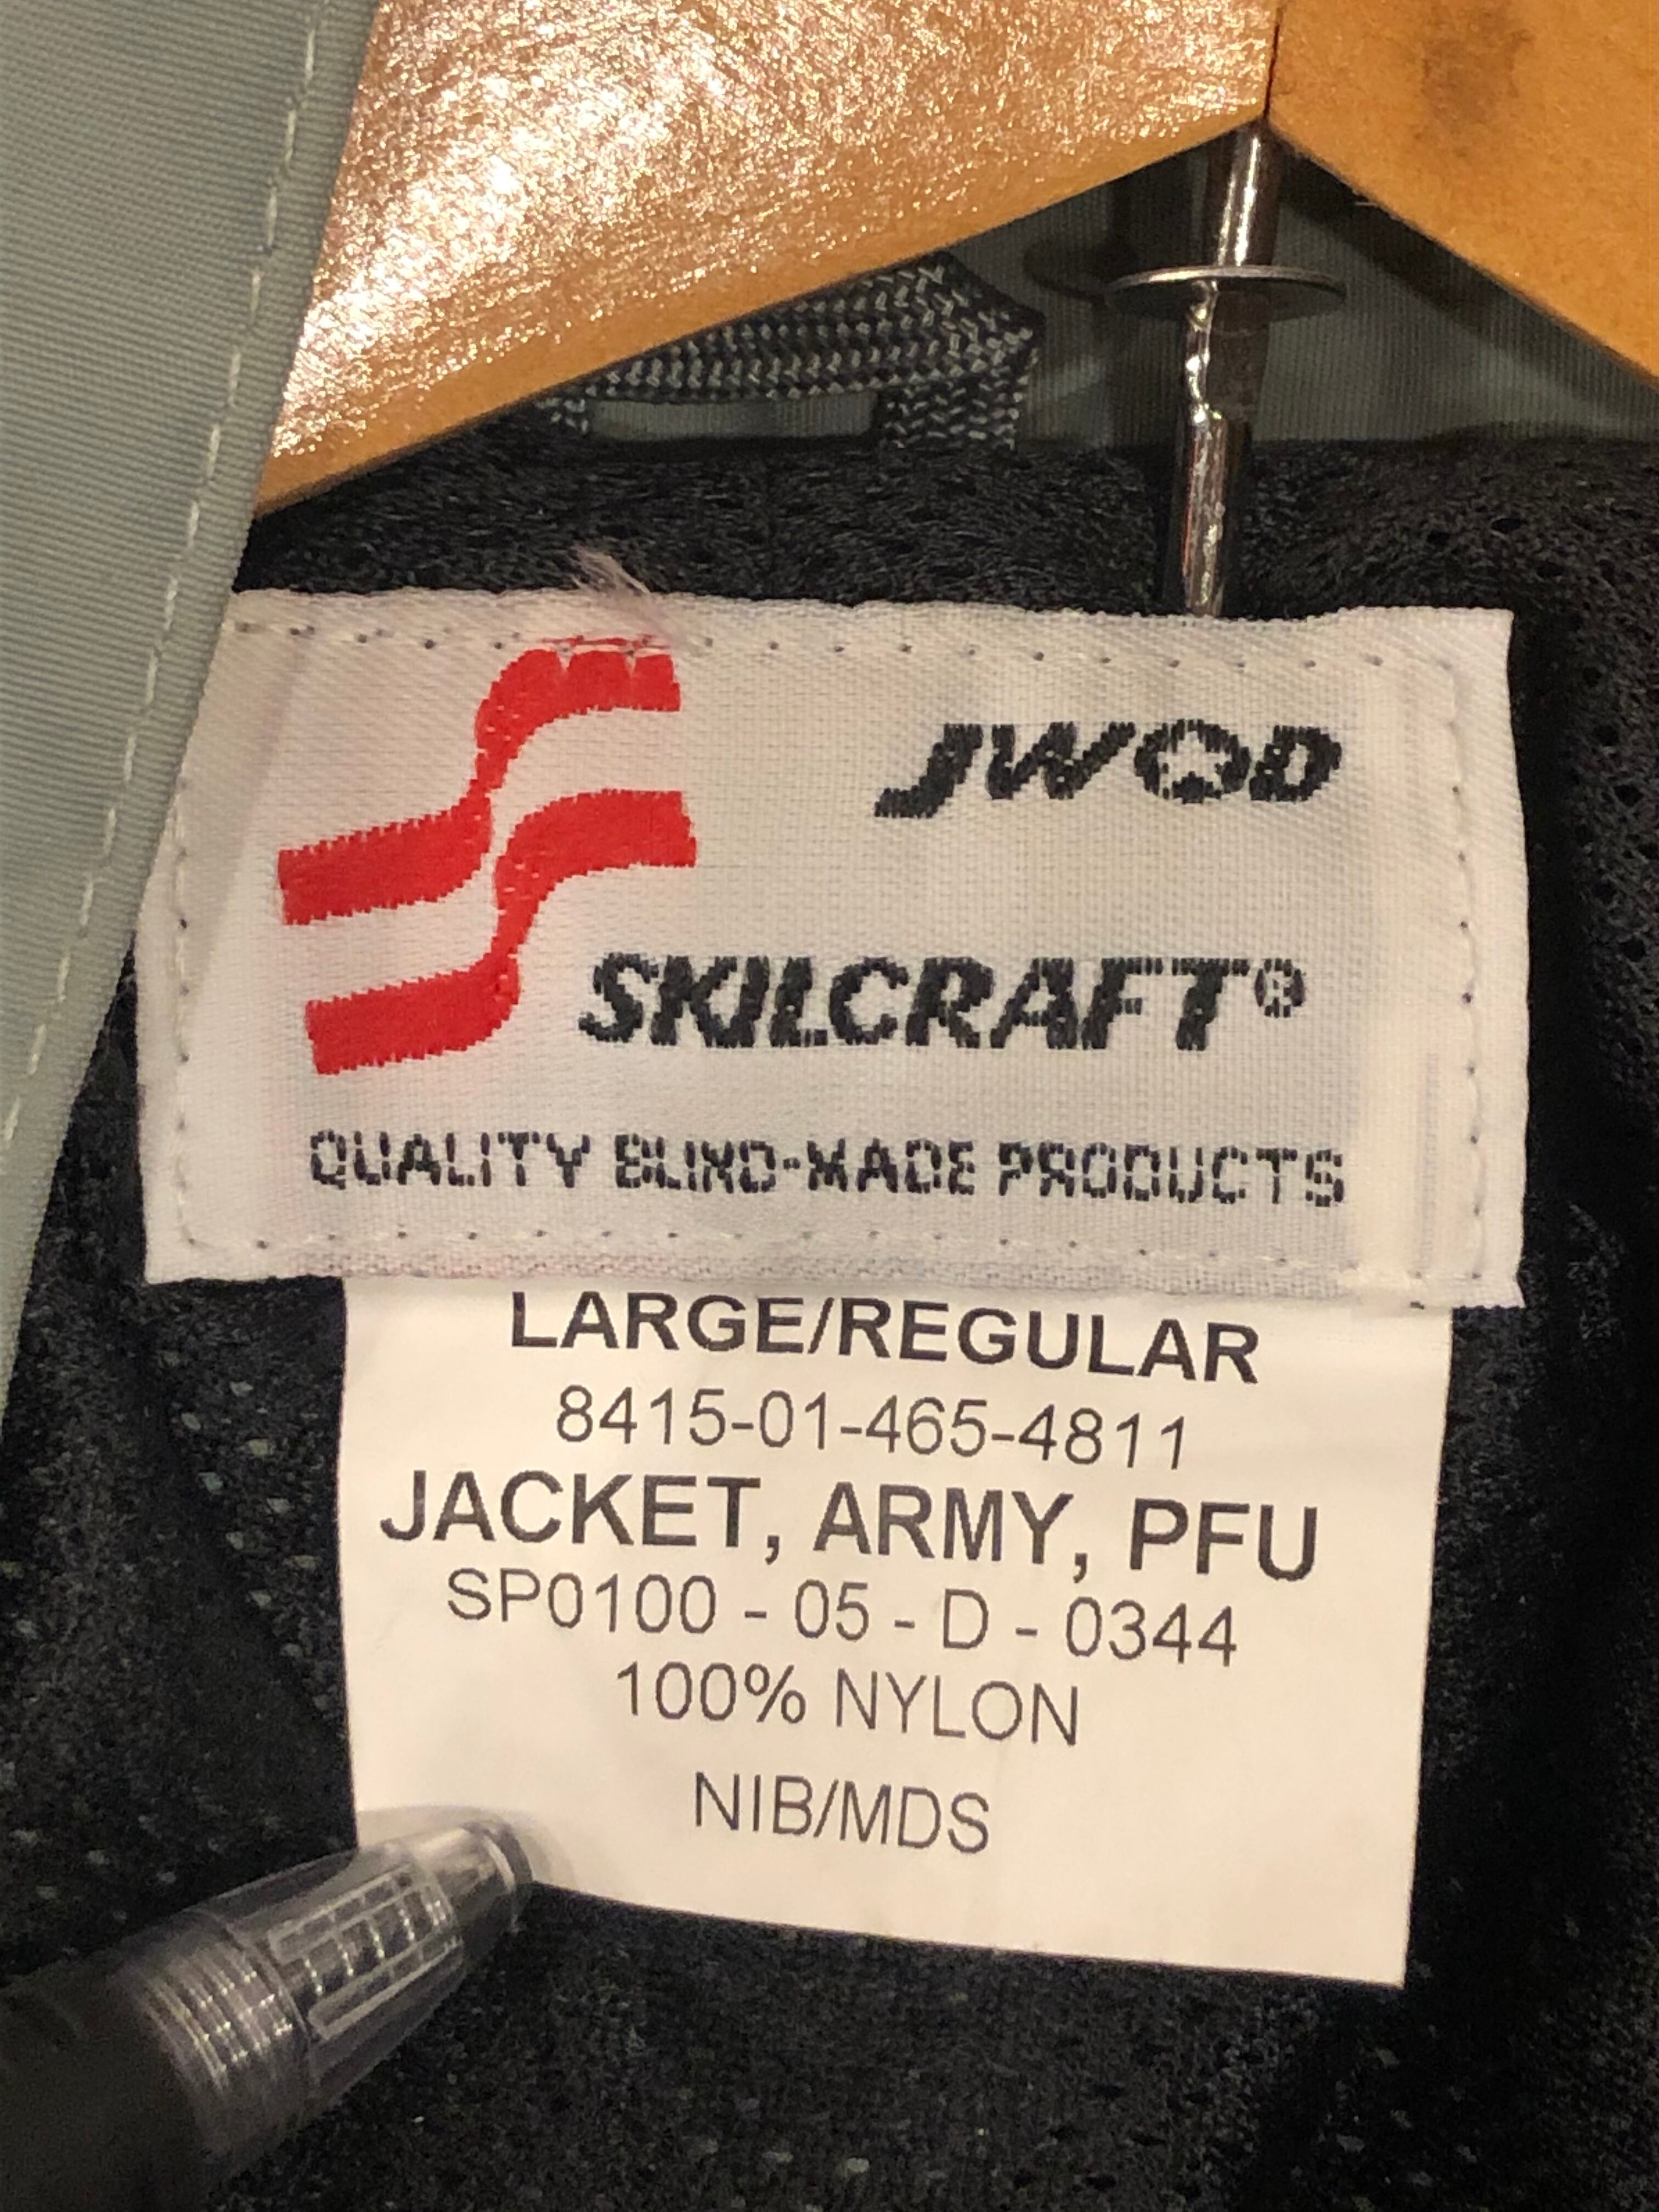 JWOD
SKILCRAFT®
QUALITY BLIND-MADE PRODUCTS
LARGE/REGULAR
8415-01-465-4811
JACKET, ARMY, PFU
SP0100 - 05 - D - 0344
100% NYLON
NIB/MDS